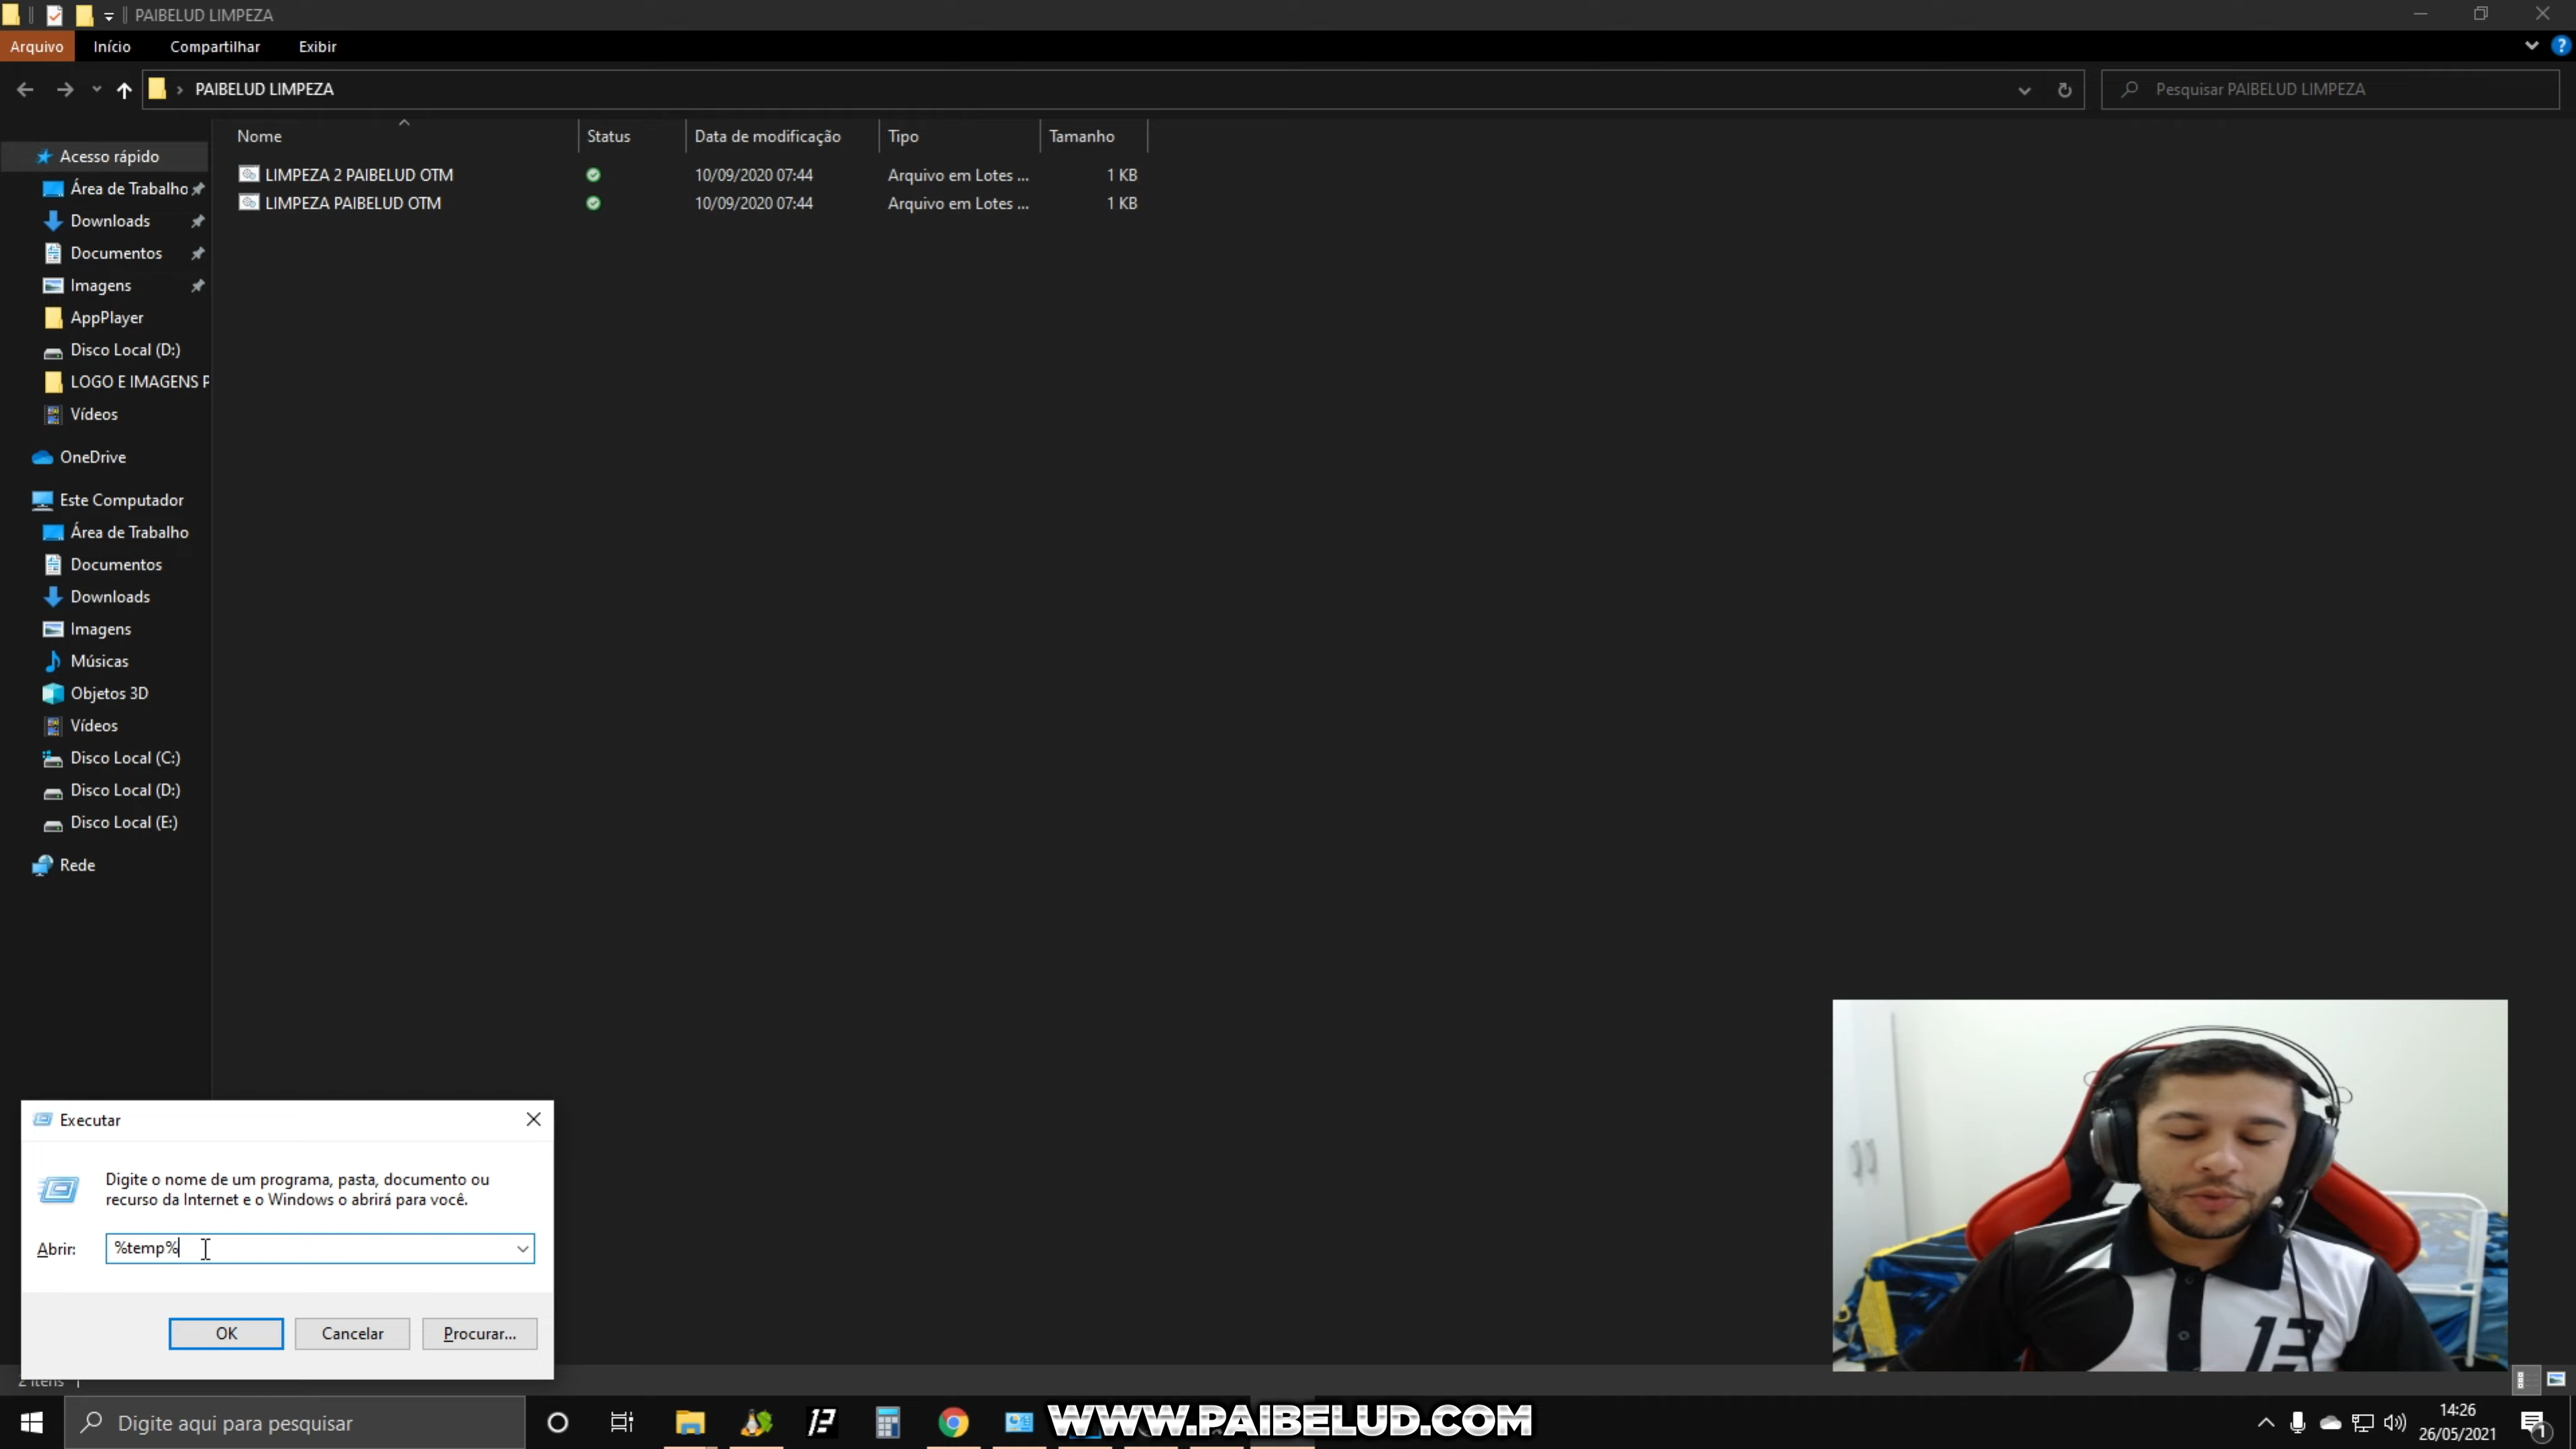 PAIBELUD LIMPEZA
Arquivo Início Compartilhar Exibir
PAIBELUD LIMPEZA
Pesquisar PAIBELUD LIMPEZA
Nome Status Data de modificação Tipo Tamanho
LIMPEZA 2 PAIBELUD OTM 10/09/2020 07:44 Arquivo em Lotes ... 1 KB
LIMPEZA PAIBELUD OTM 10/09/2020 07:44 Arquivo em Lotes ... 1 KB
Acesso rápido
Área de Trabalho
Downloads
Documentos
Imagens
AppPlayer
Disco Local (D:)
LOGO E IMAGENS P
Vídeos
OneDrive
Este Computador
Área de Trabalho
Documentos
Downloads
Imagens
Músicas
Objetos 3D
Vídeos
Disco Local (C:)
Disco Local (D:)
Disco Local (E:)
Rede
Executar
Digite o nome de um programa, pasta, documento ou
recurso da Internet e o Windows o abrirá para você.
Abrir: %temp%
OK Cancelar Procurar...
2 itens
13
Digite aqui para pesquisar
13
WWW.PAIBELUD.COM
14:26
26/05/2021
1